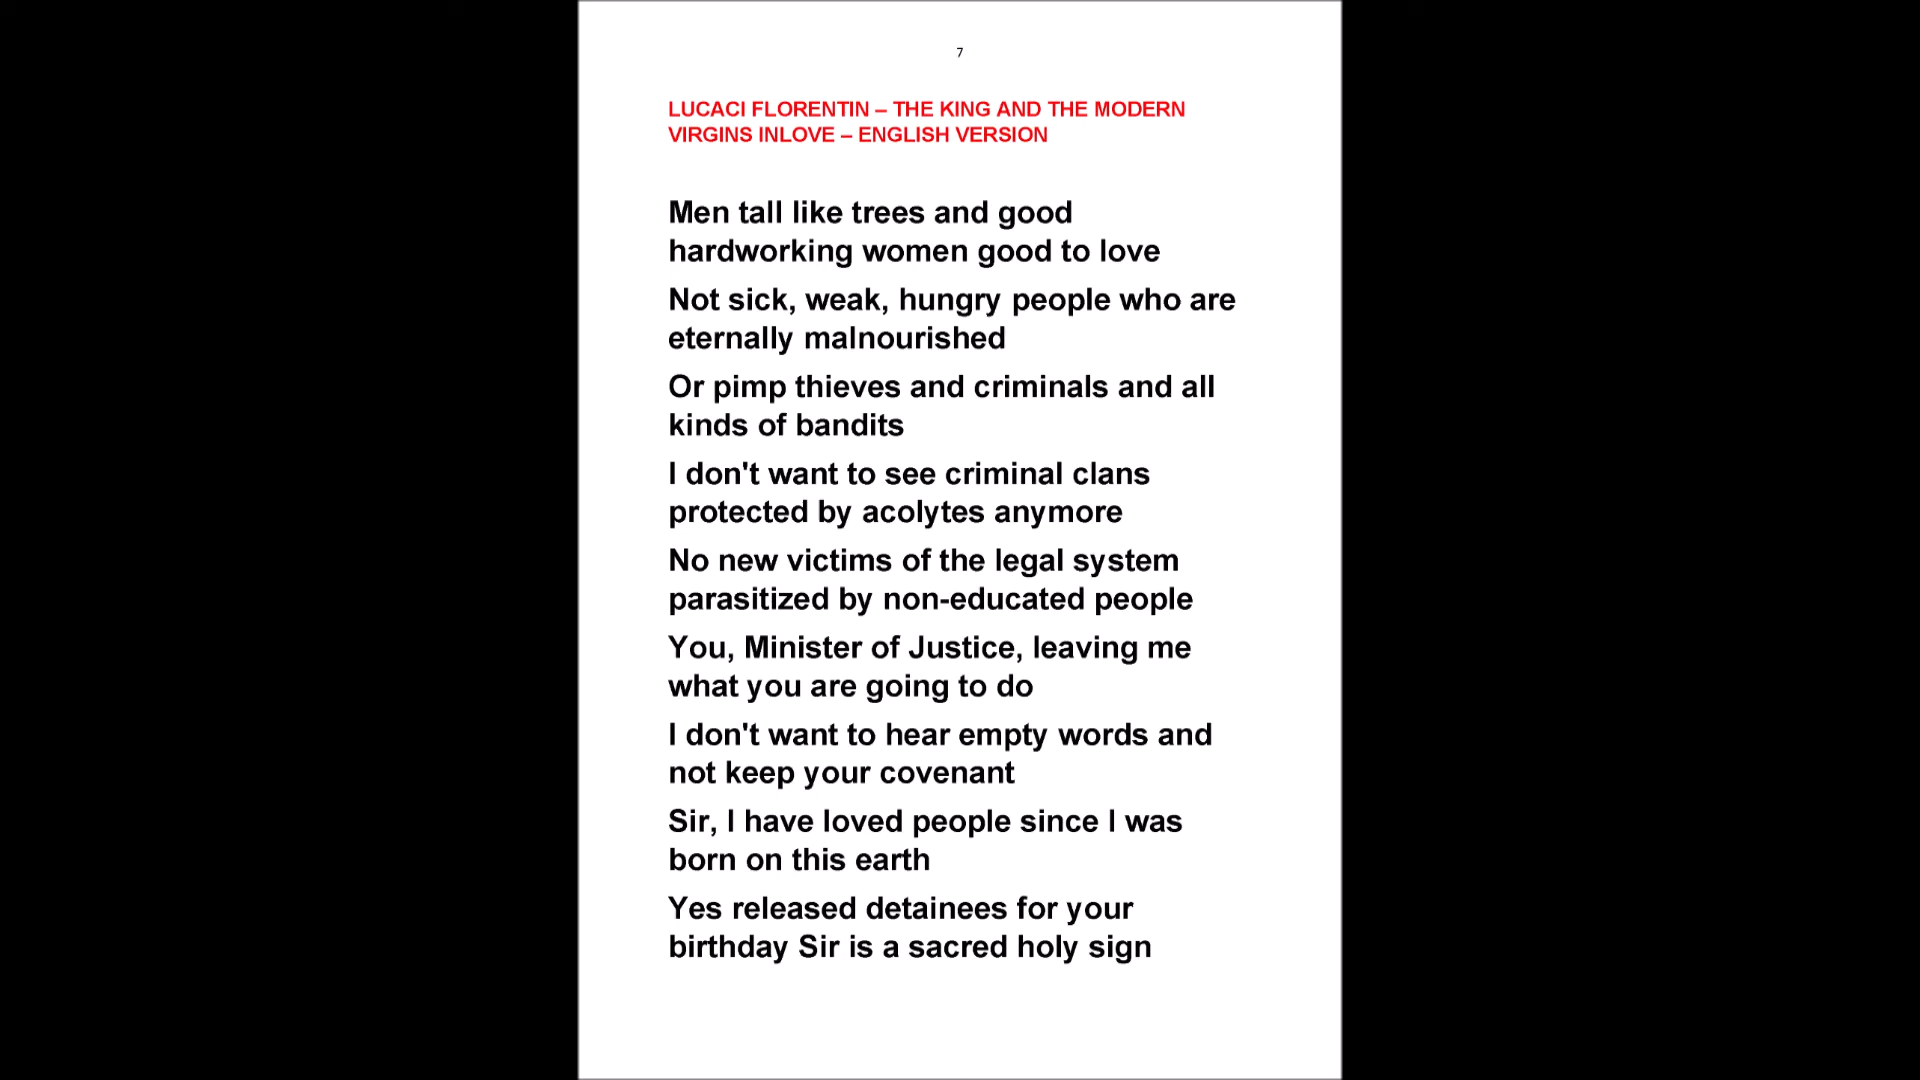 7
LUCACI FLORENTIN – THE KING AND THE MODERN
VIRGINS INLOVE – ENGLISH VERSION
Men tall like trees and good
hardworking women good to love
Not sick, weak, hungry people who are
eternally malnourished
Or pimp thieves and criminals and all
kinds of bandits
I don't want to see criminal clans
protected by acolytes anymore
No new victims of the legal system
parasitized by non-educated people
You, Minister of Justice, leaving me
what you are going to do
I don't want to hear empty words and
not keep your covenant
Sir, I have loved people since I was
born on this earth
Yes released detainees for your
birthday Sir is a sacred holy sign